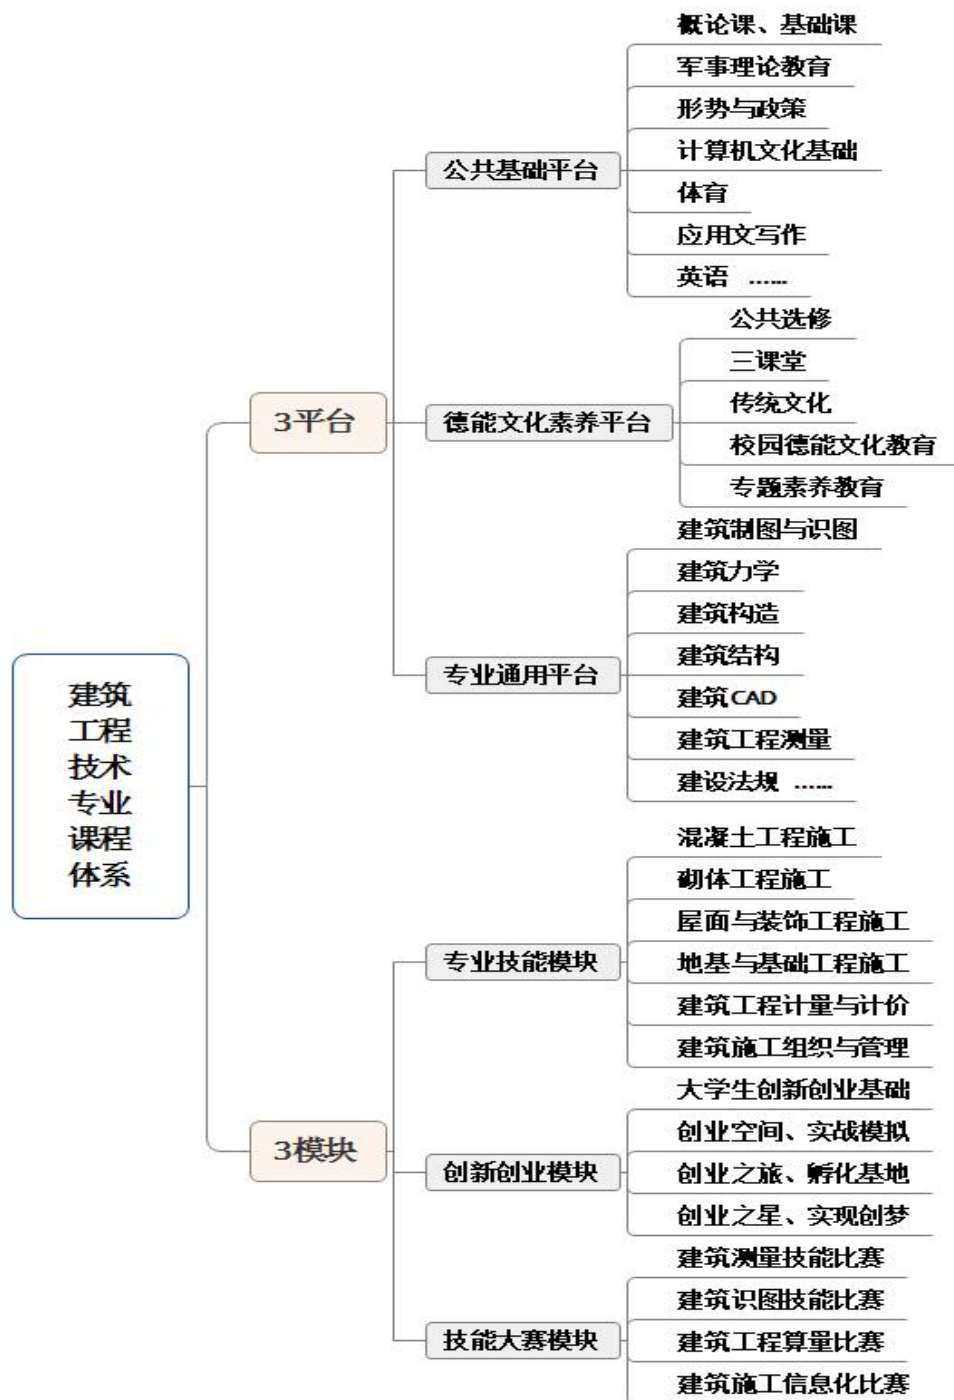 建筑
工程
技术
专业
课程
体系
3平台
公共基础平台
概论课、基础课
军事理论教育
形势与政策
计算机文化基础
体育
应用文写作
英语 ……
德能文化素养平台
公共选修
三课堂
传统文化
校园德能文化教育
专题素养教育
专业通用平台
建筑制图与识图
建筑力学
建筑构造
建筑结构
建筑CAD
建筑工程测量
建设法规 ……
3模块
专业技能模块
混凝土工程施工
砌体工程施工
屋面与装饰工程施工
地基与基础工程施工
建筑工程计量与计价
建筑施工组织与管理
创新创业模块
大学生创新创业基础
创业空间、实战模拟
创业之旅、孵化基地
创业之星、实现创梦
技能大赛模块
建筑测量技能比赛
建筑识图技能比赛
建筑工程算量比赛
建筑施工信息化比赛